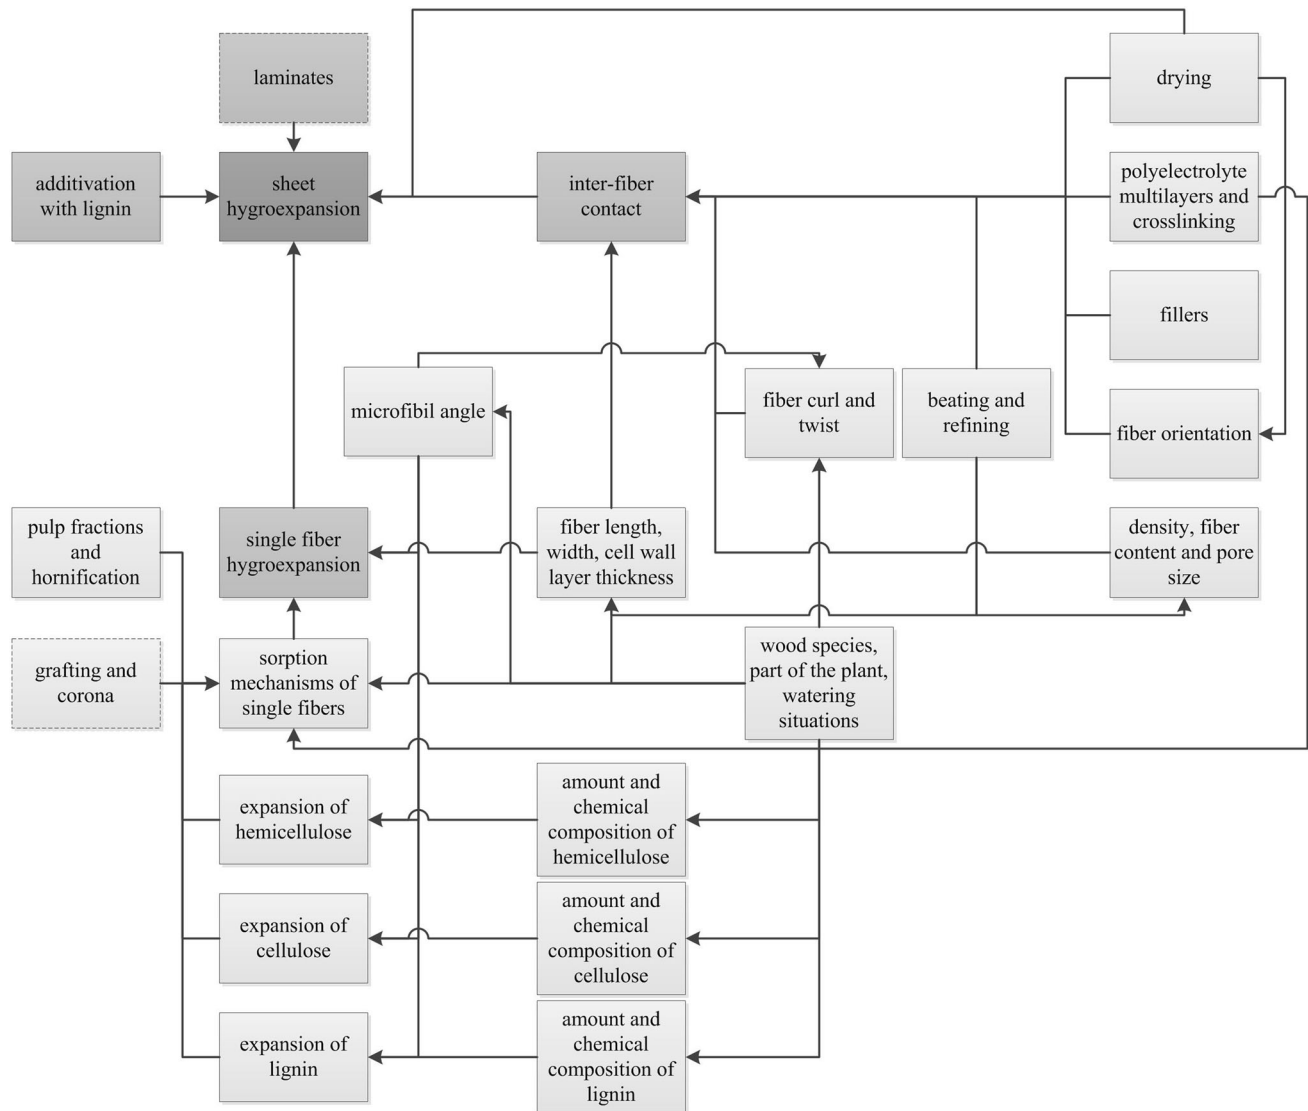 laminates
drying
additivation
with lignin
sheet
hygroexpansion
inter-fiber
contact
polyelectrolyte
multilayers and
crosslinking
fillers
microfibil angle
fiber curl and
twist
beating and
refining
fiber orientation
pulp fractions
and
hornification
single fiber
hygroexpansion
fiber length,
width, cell wall
layer thickness
density, fiber
content and pore
size
grafting and
corona
sorption
mechanisms of
single fibers
wood species,
part of the plant,
watering
situations
expansion of
hemicellulose
amount and
chemical
composition of
hemicellulose
expansion of
cellulose
amount and
chemical
composition of
cellulose
expansion of
lignin
amount and
chemical
composition of
lignin